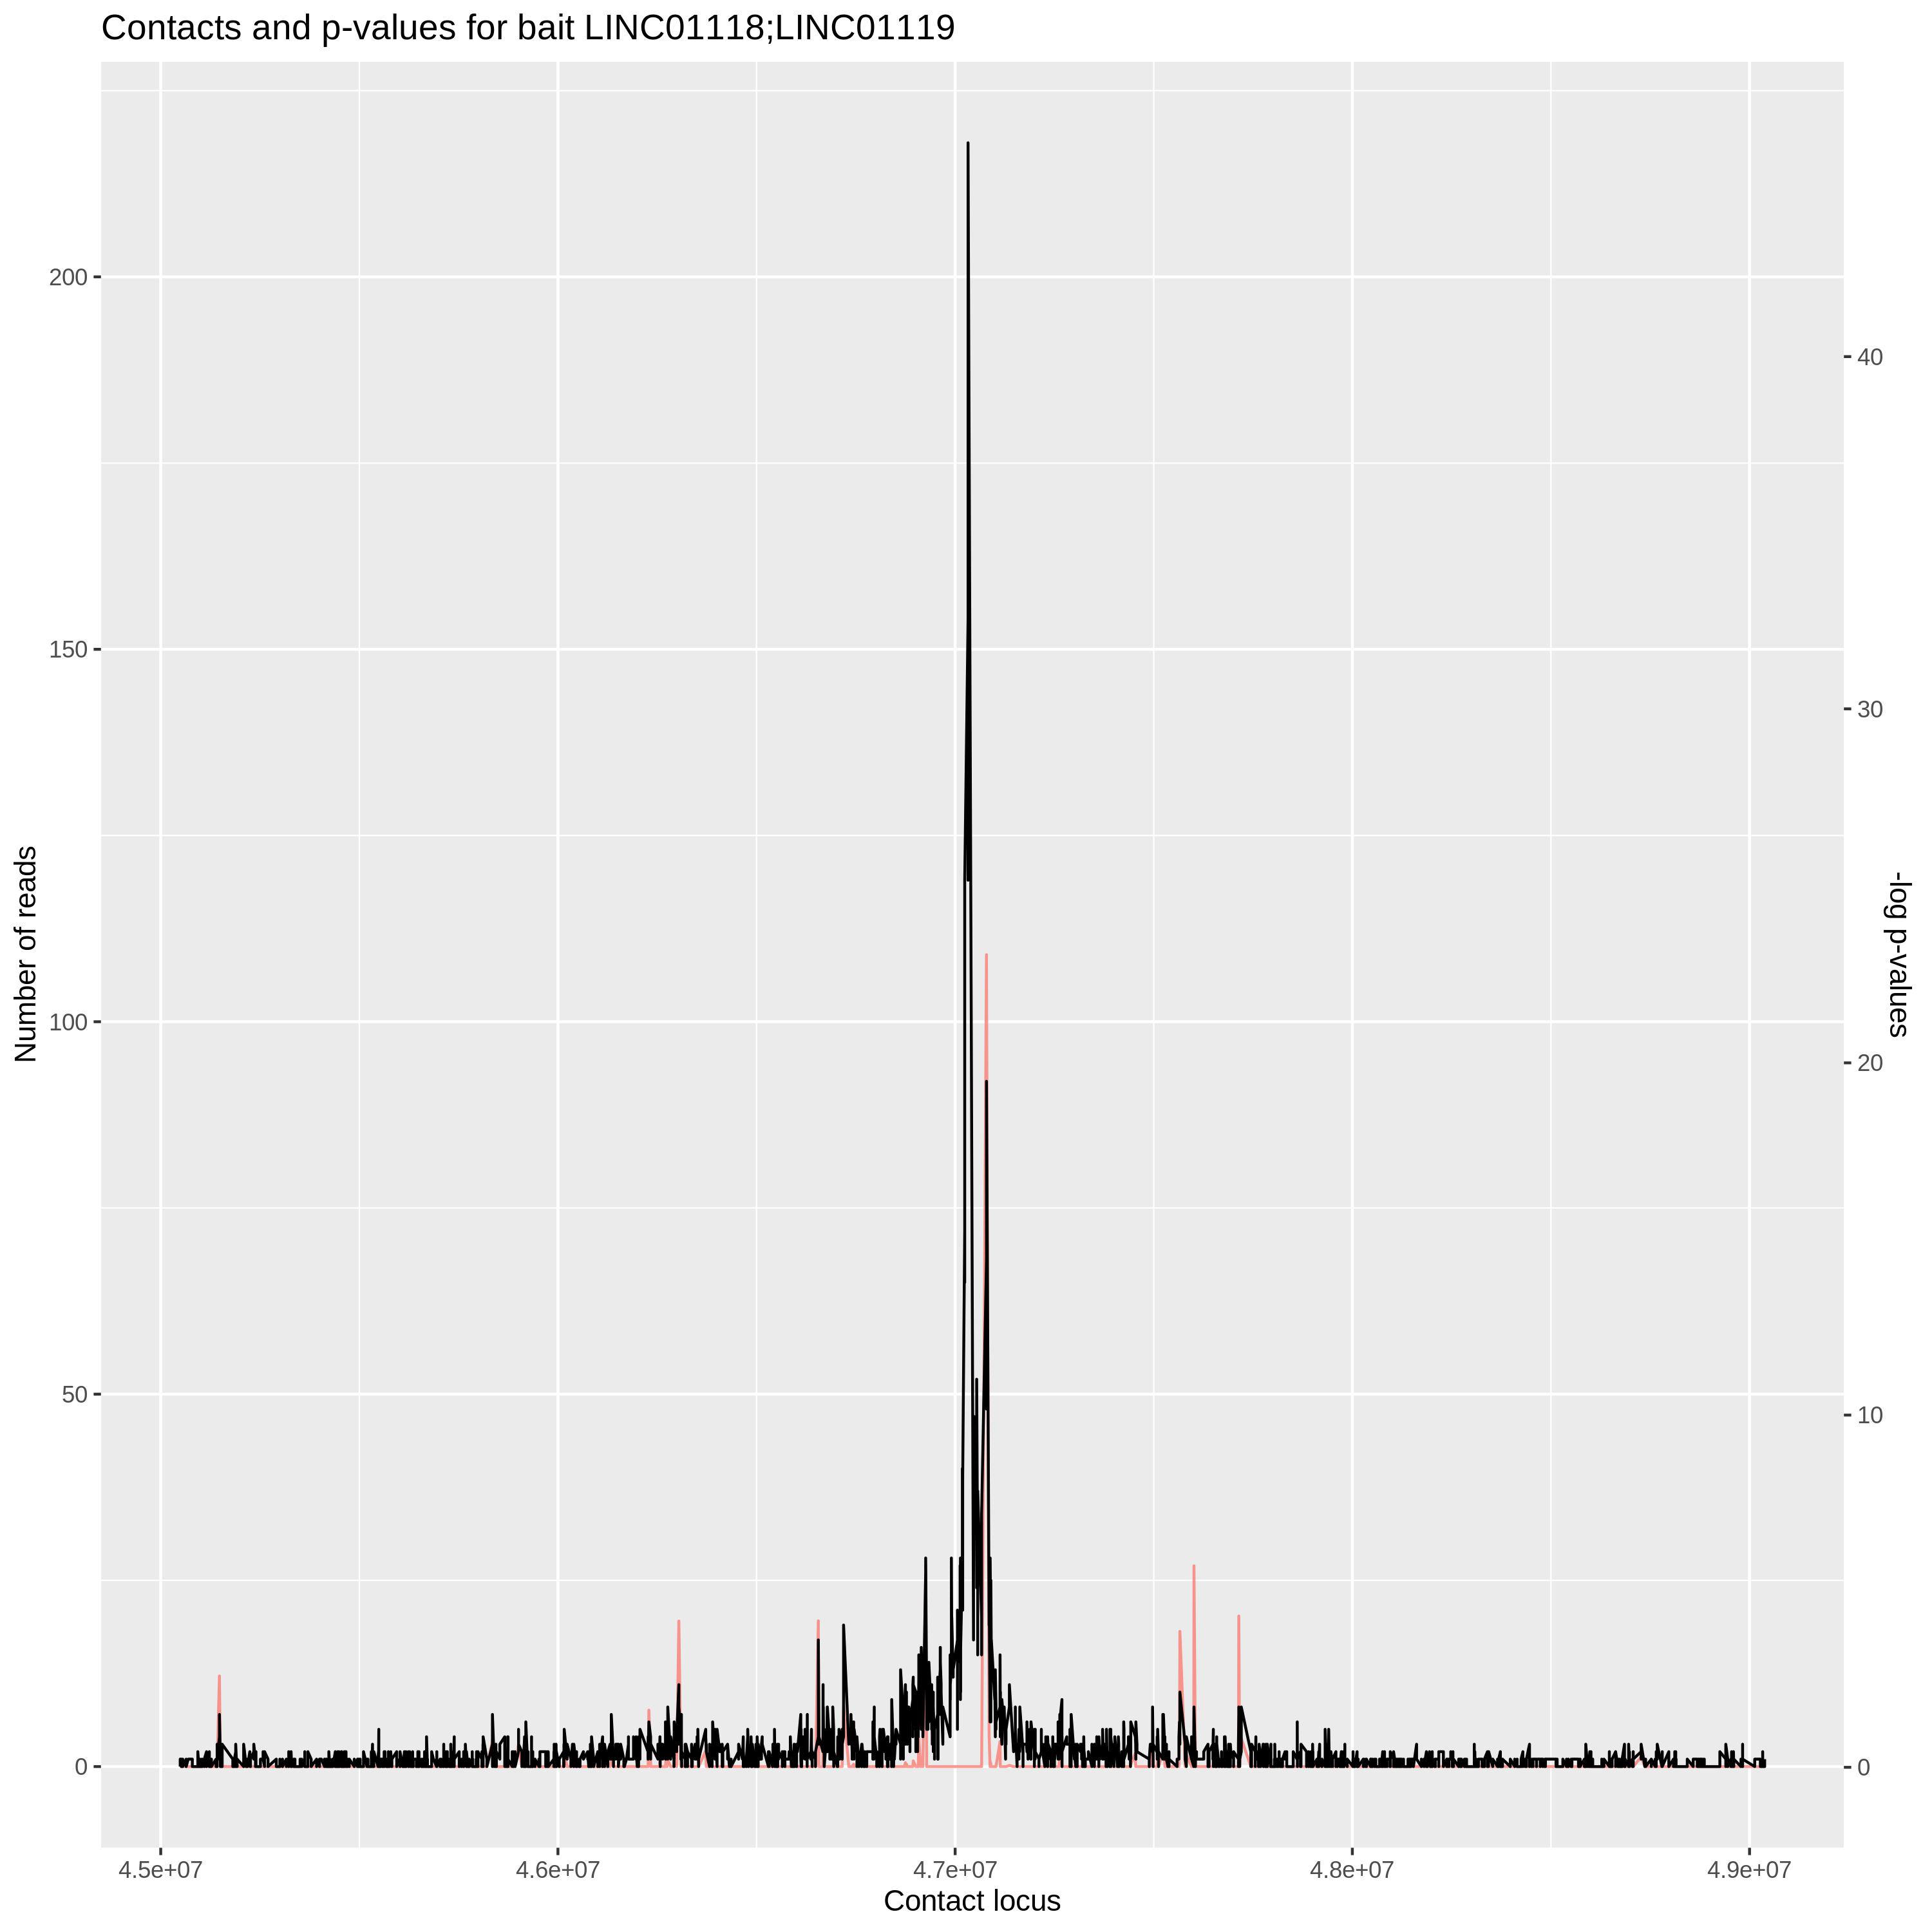 Contacts and p-values for bait LINC01118;LINC01119
Number of reads
200
150
100
50
0
40
30
20
10
0
-log p-values
4.5e+07 4.6e+07 4.7e+07 4.8e+07 4.9e+07
Contact locus